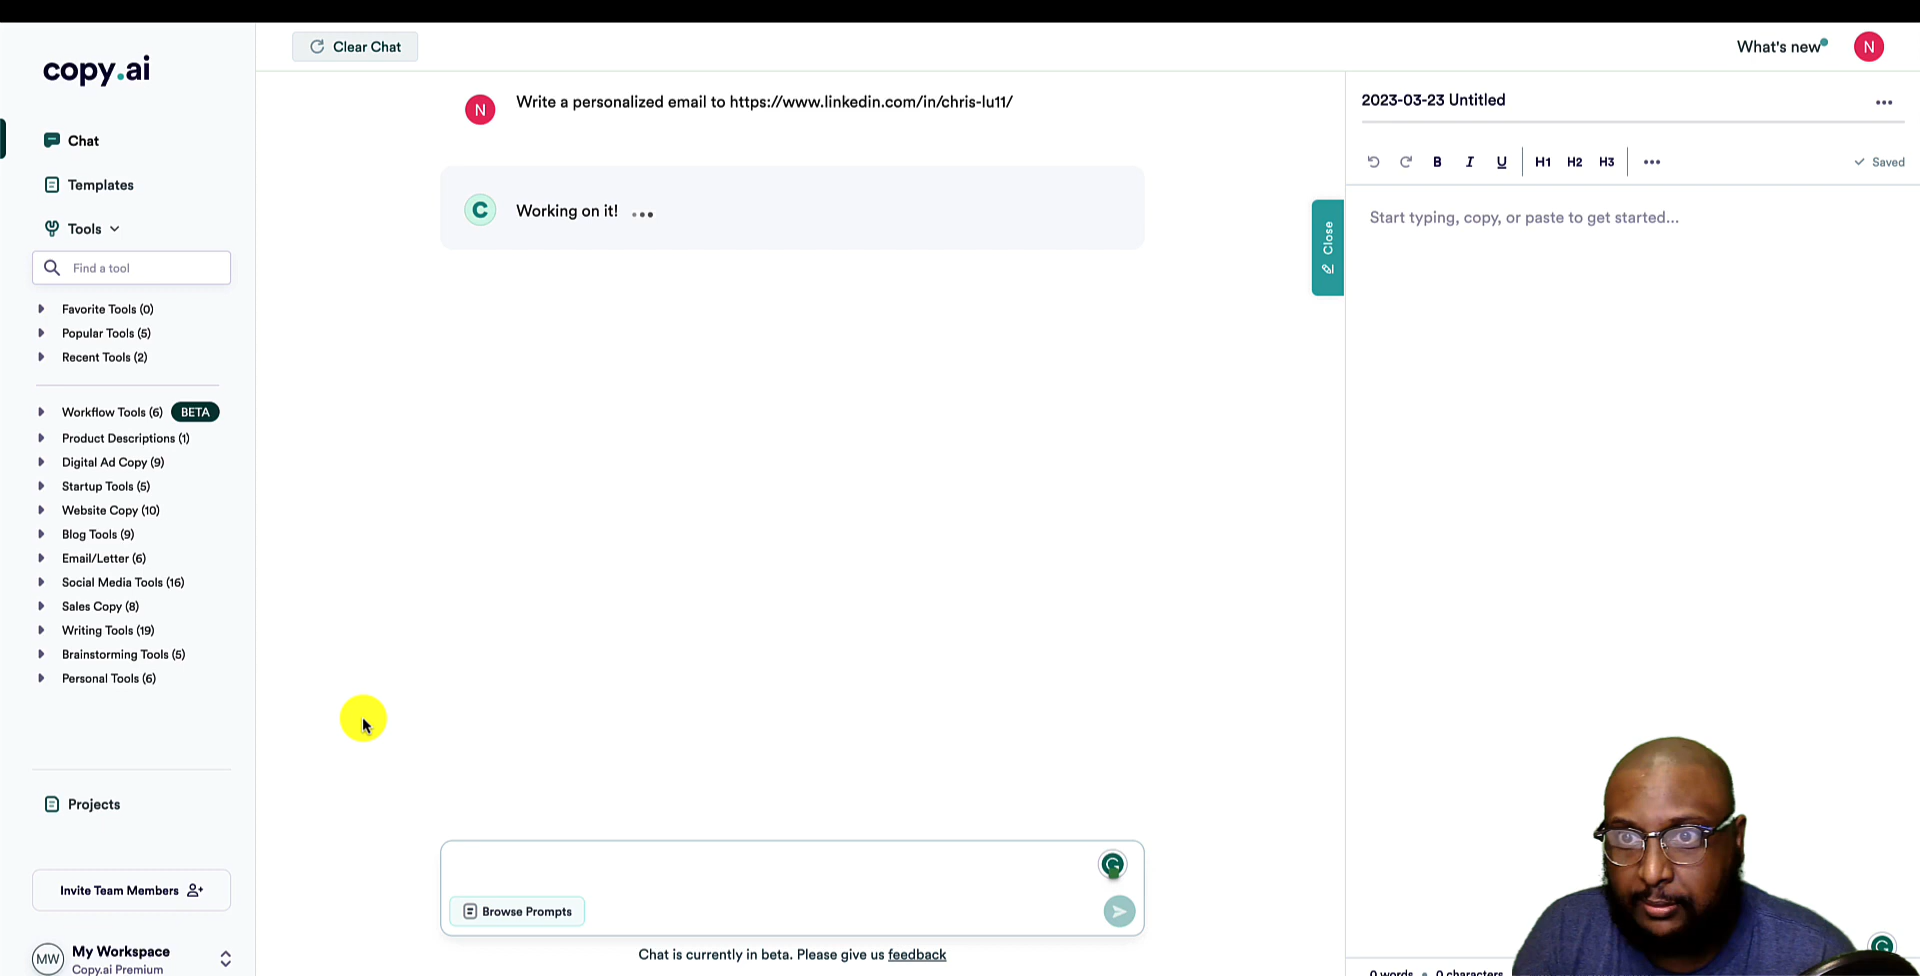 Clear Chat
What's new
N
copy.ai
Chat
Templates
Tools
Find a tool
Favorite Tools (0)
Popular Tools (5)
Recent Tools (2)
Workflow Tools (6) BETA
Product Descriptions (1)
Digital Ad Copy (9)
Startup Tools (5)
Website Copy (10)
Blog Tools (9)
Email/Letter (6)
Social Media Tools (16)
Sales Copy (8)
Writing Tools (19)
Brainstorming Tools (5)
Personal Tools (6)
Projects
Invite Team Members
MW
My Workspace
Copy.ai Premium
N
Write a personalized email to https://www.linkedin.com/in/chris-lu11/
C
Working on it! ...
Browse Prompts
Chat is currently in beta. Please give us feedback
Close
2023-03-23 Untitled
B I U H1 H2 H3
Saved
Start typing, copy, or paste to get started...
0 words • 0 characters